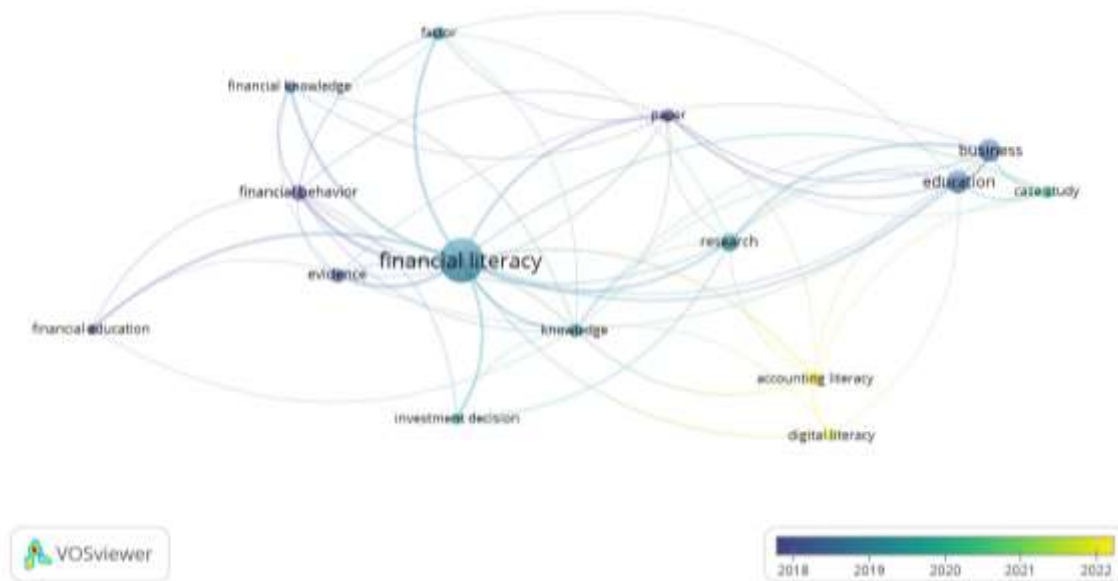 factor
financial knowledge
paper
business
education
case study
financial behavior
research
financial literacy
evidence
financial education
knowledge
accounting literacy
investment decision
digital literacy
VOSviewer
2018 2019 2020 2021 2022